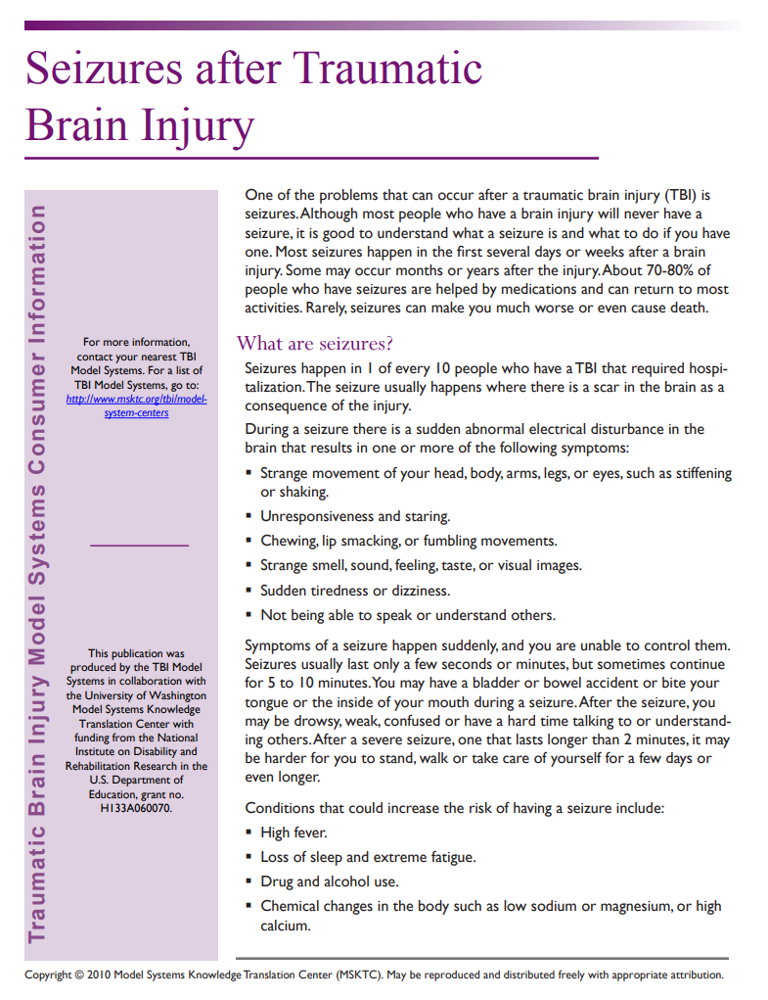 Seizures after Traumatic
Brain Injury
Traumatic Brain Injury Model Systems Consumer Information
For more information,
contact your nearest TBI
Model Systems. For a list of
TBI Model Systems, go to:
http://www.msktc.org/tbi/model-
system-centers
This publication was
produced by the TBI Model
Systems in collaboration with
the University of Washington
Model Systems Knowledge
Translation Center with
funding from the National
Institute on Disability and
Rehabilitation Research in the
U.S. Department of
Education, grant no.
H133A060070.
One of the problems that can occur after a traumatic brain injury (TBI) is
seizures. Although most people who have a brain injury will never have a
seizure, it is good to understand what a seizure is and what to do if you have
one. Most seizures happen in the first several days or weeks after a brain
injury. Some may occur months or years after the injury. About 70-80% of
people who have seizures are helped by medications and can return to most
activities. Rarely, seizures can make you much worse or even cause death.
What are seizures?
Seizures happen in 1 of every 10 people who have a TBI that required hospi-
talization. The seizure usually happens where there is a scar in the brain as a
consequence of the injury.
During a seizure there is a sudden abnormal electrical disturbance in the
brain that results in one or more of the following symptoms:
▪ Strange movement of your head, body, arms, legs, or eyes, such as stiffening
or shaking.
▪ Unresponsiveness and staring.
▪ Chewing, lip smacking, or fumbling movements.
▪ Strange smell, sound, feeling, taste, or visual images.
▪ Sudden tiredness or dizziness.
▪ Not being able to speak or understand others.
Symptoms of a seizure happen suddenly, and you are unable to control them.
Seizures usually last only a few seconds or minutes, but sometimes continue
for 5 to 10 minutes. You may have a bladder or bowel accident or bite your
tongue or the inside of your mouth during a seizure. After the seizure, you
may be drowsy, weak, confused or have a hard time talking to or understand-
ing others. After a severe seizure, one that lasts longer than 2 minutes, it may
be harder for you to stand, walk or take care of yourself for a few days or
even longer.
Conditions that could increase the risk of having a seizure include:
▪ High fever.
▪ Loss of sleep and extreme fatigue.
▪ Drug and alcohol use.
▪ Chemical changes in the body such as low sodium or magnesium, or high
calcium.
Copyright © 2010 Model Systems Knowledge Translation Center (MSKTC). May be reproduced and distributed freely with appropriate attribution.